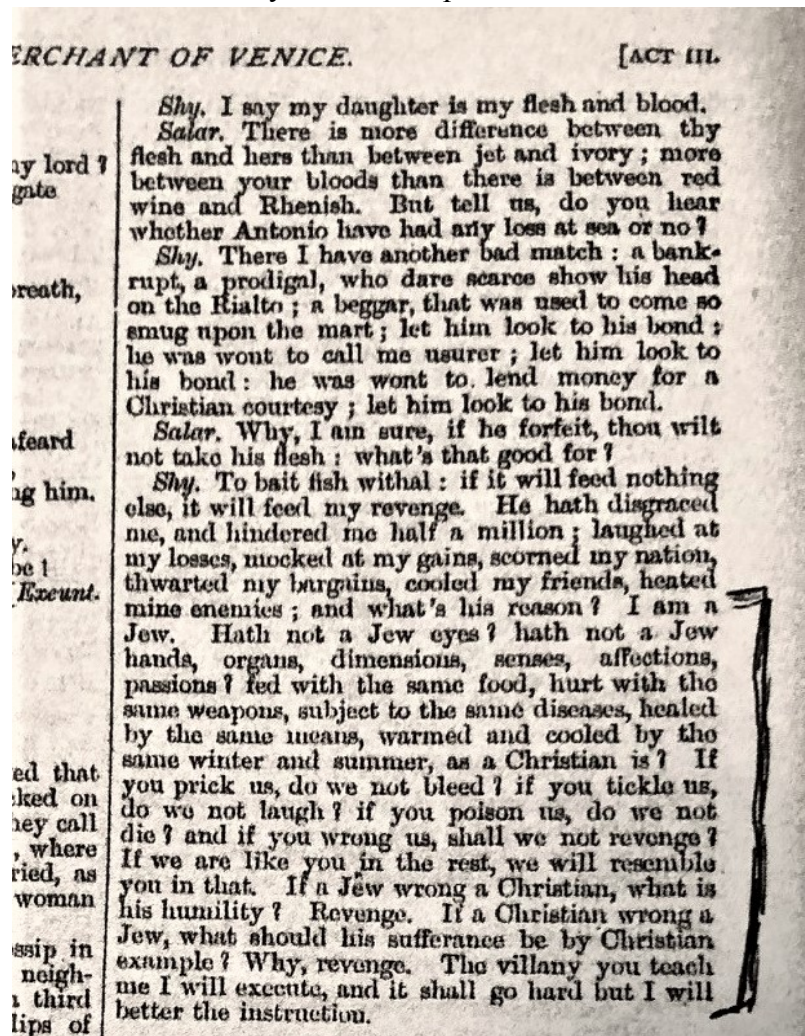 ERCHANT OF VENICE. [ACT III.
ny lord ?
gate
reath,
afeard
ng him.
y.
be !
Exeunt.
ed that
ked on
hey call
, where
ried, as
woman
ssip in
neigh-
third
lips of
Shy. I say my daughter is my flesh and blood.
Salar. There is more difference between thy
flesh and hers than between jet and ivory ; more
between your bloods than there is between red
wine and Rhenish. But tell us, do you hear
whether Antonio have had any loss at sea or no ?
Shy. There I have another bad match : a bank-
rupt, a prodigal, who dare scarce show his head
on the Rialto ; a beggar, that was used to come so
smug upon the mart ; let him look to his bond :
he was wont to call me usurer ; let him look to
his bond : he was wont to lend money for a
Christian courtesy ; let him look to his bond.
Salar. Why, I am sure, if he forfeit, thou wilt
not take his flesh : what's that good for ?
Shy. To bait fish withal : if it will feed nothing
else, it will feed my revenge. He hath disgraced
me, and hindered me half a million ; laughed at
my losses, mocked at my gains, scorned my nation,
thwarted my bargains, cooled my friends, heated
mine enemies ; and what's his reason ? I am a
Jew. Hath not a Jew eyes ? hath not a Jew
hands, organs, dimensions, senses, affections,
passions ? fed with the same food, hurt with the
same weapons, subject to the same diseases, healed
by the same means, warmed and cooled by the
same winter and summer, as a Christian is ? If
you prick us, do we not bleed ? if you tickle us,
do we not laugh ? if you poison us, do we not
die ? and if you wrong us, shall we not revenge ?
If we are like you in the rest, we will resemble
you in that. If a Jew wrong a Christian, what is
his humility ? Revenge. If a Christian wrong a
Jew, what should his sufferance be by Christian
example ? Why, revenge. The villany you teach
me I will execute, and it shall go hard but I will
better the instruction.